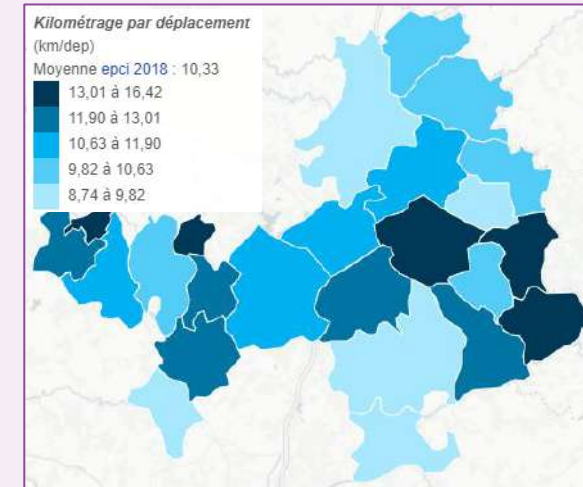 Kilométrage par déplacement
(km/dep)
Moyenne epci 2018 : 10,33
13,01 à 16,42
11,90 à 13,01
10,63 à 11,90
9,82 à 10,63
8,74 à 9,82